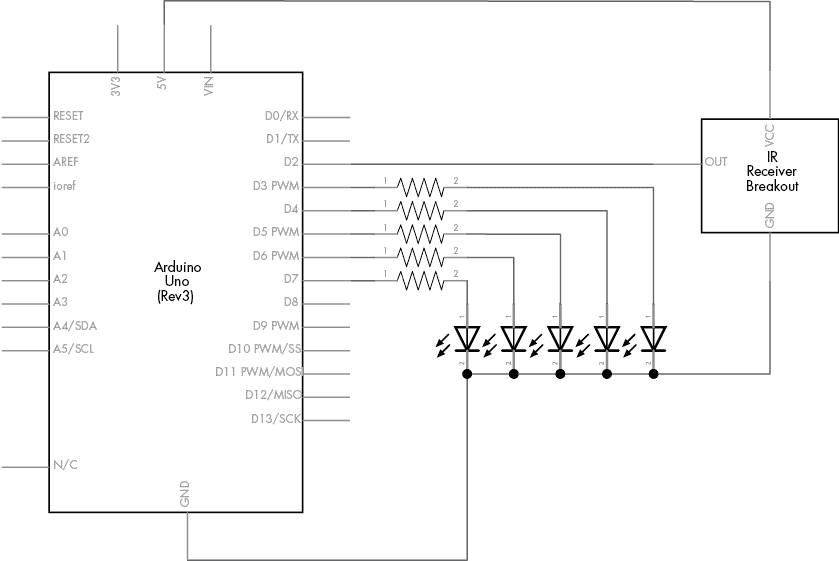 3V3
5V
VIN
RESET
RESET2
AREF
ioref
A0
A1
A2
A3
A4/SDA
A5/SCL
N/C
Arduino
Uno
(Rev3)
GND
D0/RX
D1/TX
D2
D3 PWM
D4
D5 PWM
D6 PWM
D7
D8
D9 PWM
D10 PWM/SS
D11 PWM/MOSI
D12/MISO
D13/SCK
1 2
1 2
1 2
1 2
1 2
1 1 1 1 1
2 2 2 2 2
VCC
OUT
IR
Receiver
Breakout
GND